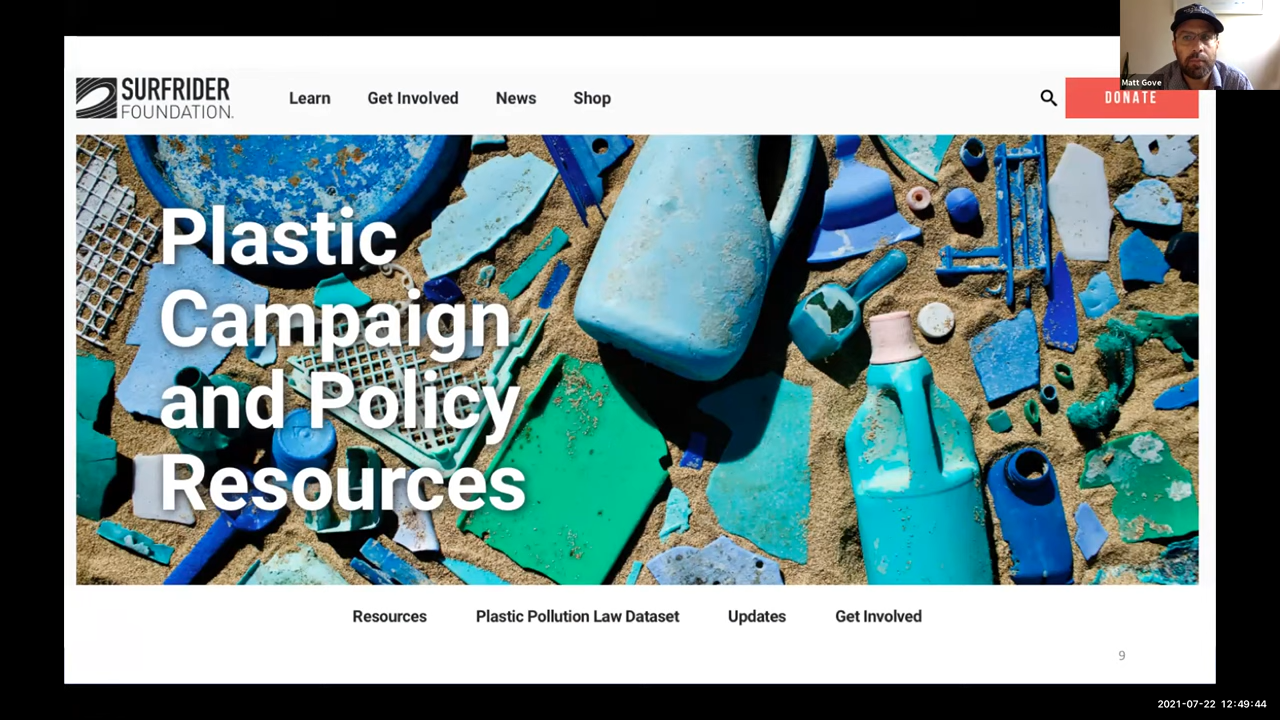 Matt Gove
SURFRIDER
FOUNDATION.
Learn Get Involved News Shop
DONATE
Plastic
Campaign
and Policy
Resources
Resources Plastic Pollution Law Dataset Updates Get Involved
9
2021-07-22 12:49:44